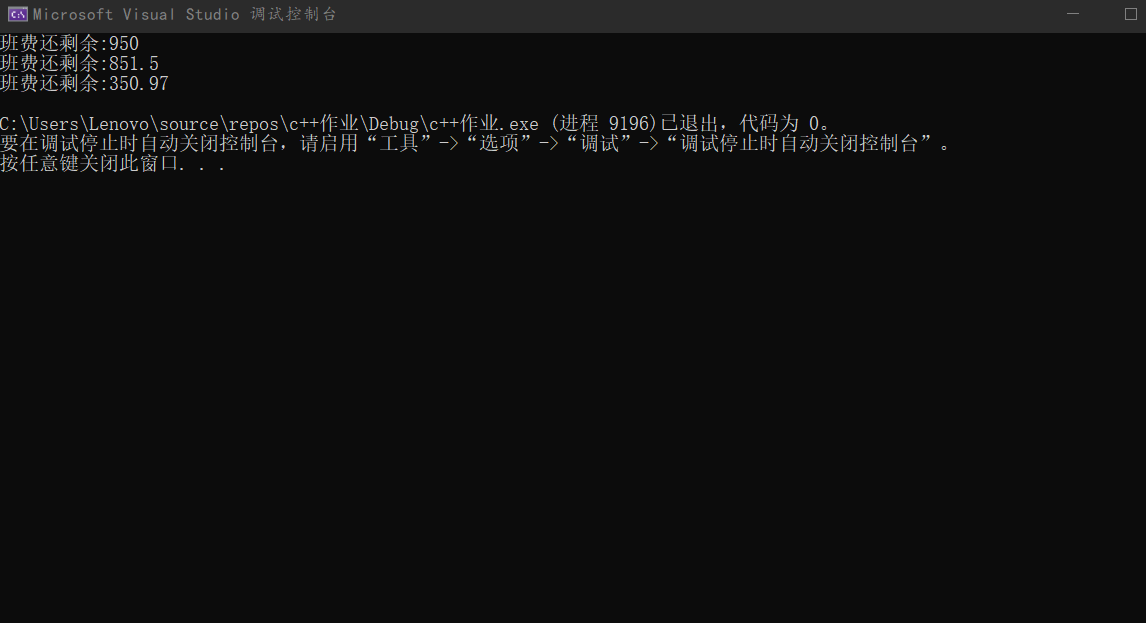 Microsoft Visual Studio 调试控制台
班费还剩余:950
班费还剩余:851.5
班费还剩余:350.97
C:\Users\Lenovo\source\repos\c++作业\Debug\c++作业.exe (进程 9196)已退出，代码为 0。
要在调试停止时自动关闭控制台，请启用“工具”->“选项”->“调试”->“调试停止时自动关闭控制台”。
按任意键关闭此窗口. . .